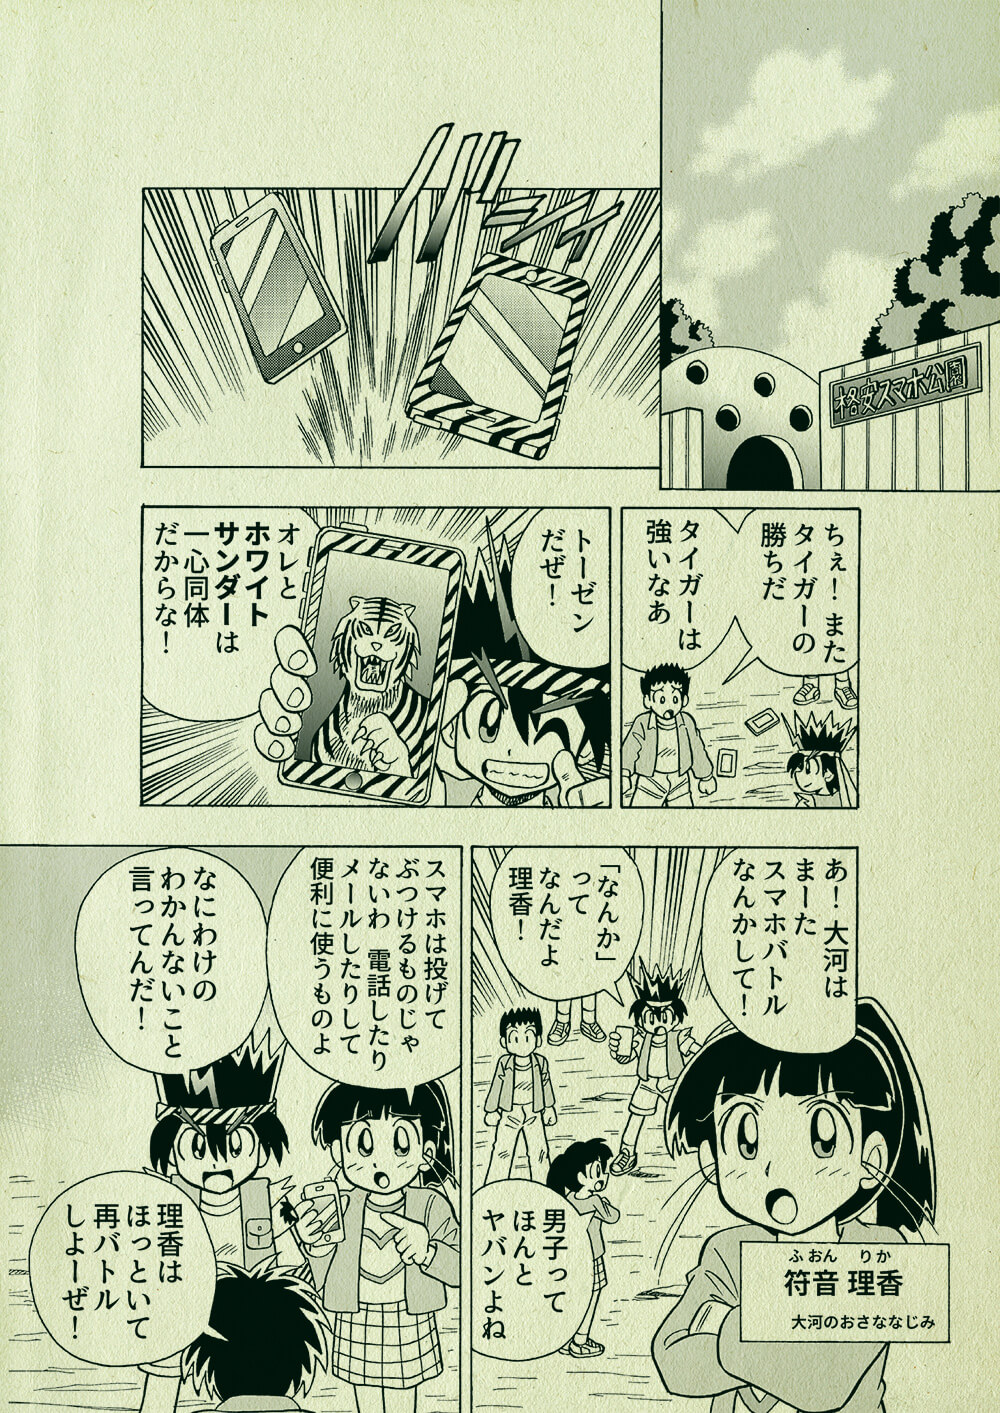 格安スマホ公園
バシィィ
ちぇ！また
タイガーの
勝ちだ
タイガーは
強いなあ
トーゼン
だぜ！
オレと
ホワイト
サンダーは
一心同体
だからな！
あ！大河は
まーた
スマホバトル
なんかして！
「なんか」
って
なんだよ
理香！
男子って
ほんと
ヤバンよね
ふおん りか
符音 理香
大河のおさななじみ
スマホは投げて
ぶつけるものじゃ
ないわ 電話したり
メールしたりして
便利に使うものよ
なにわけの
わかんないこと
言ってんだ！
理香は
ほっといて
再バトル
しよーぜ！